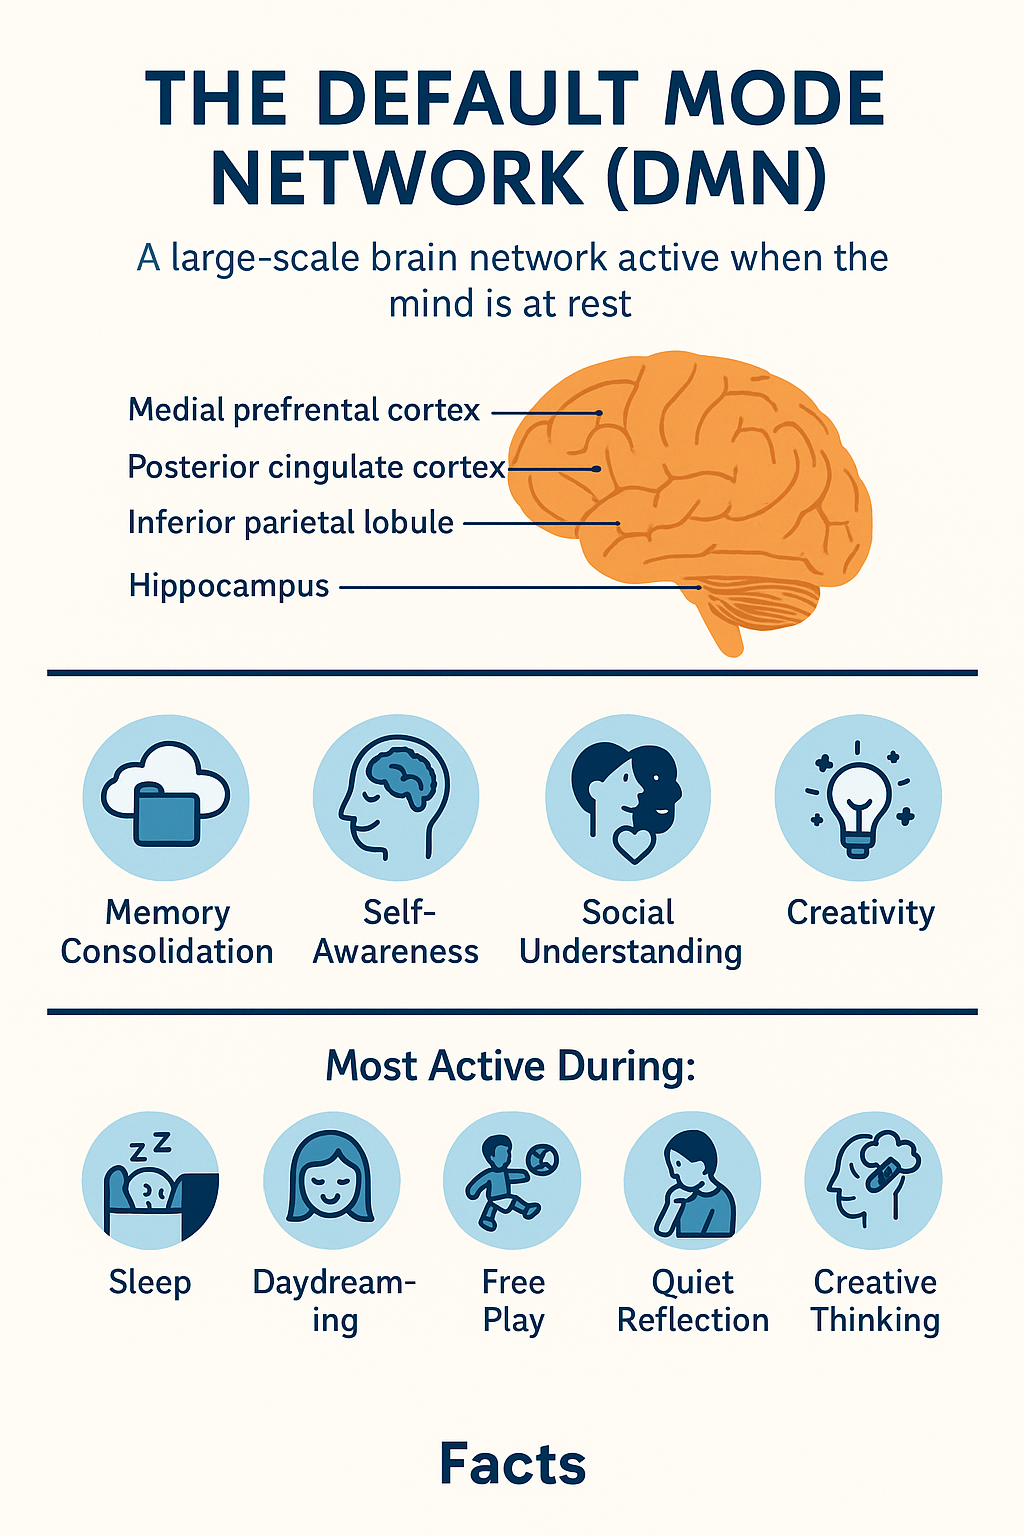 THE DEFAULT MODE
NETWORK (DMN)
A large-scale brain network active when the
mind is at rest
Medial prefrental cortex
Posterior cingulate cortex
Inferior parietal lobule
Hippocampus
Memory
Consolidation
Self-
Awareness
Social
Understanding
Creativity
Most Active During:
z z
Sleep
Daydream-
ing
Free
Play
Quiet
Reflection
Creative
Thinking
Facts